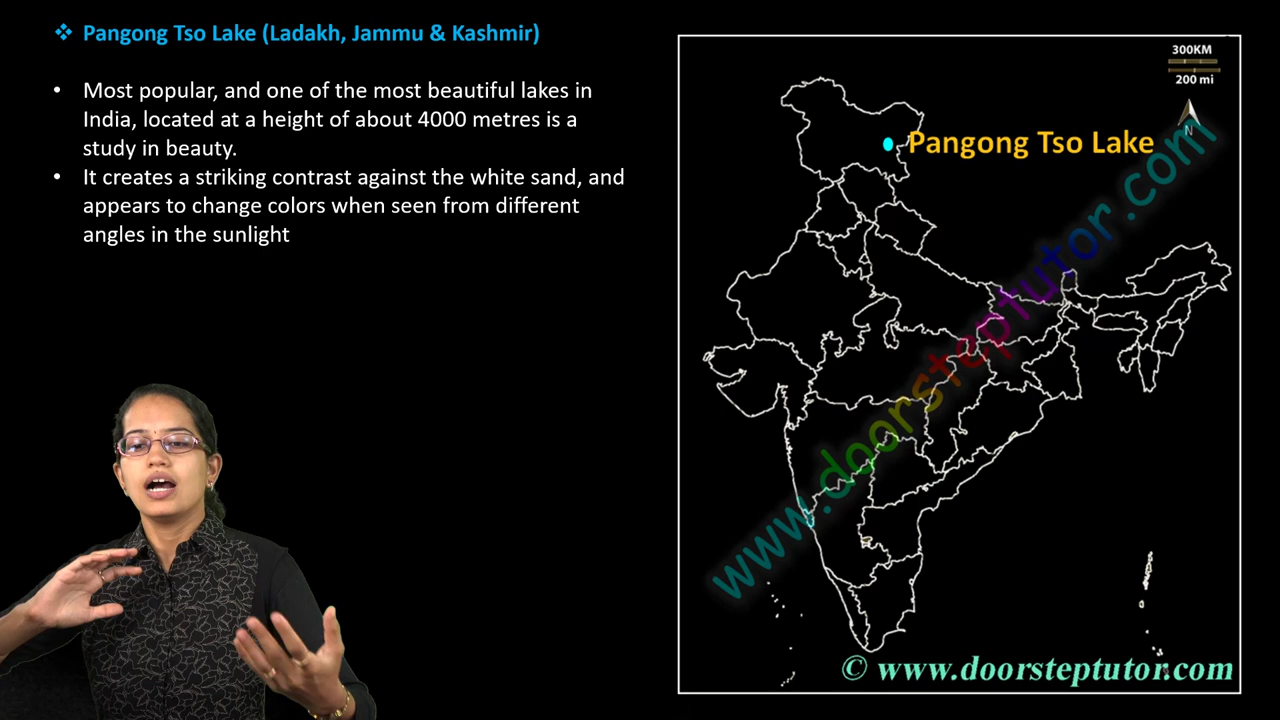 ❖ Pangong Tso Lake (Ladakh, Jammu & Kashmir)
• Most popular, and one of the most beautiful lakes in
India, located at a height of about 4000 metres is a
study in beauty.
• It creates a striking contrast against the white sand, and
appears to change colors when seen from different
angles in the sunlight
300KM
200 mi
N
Pangong Tso Lake
www.doorsteptutor.com
© www.doorsteptutor.com